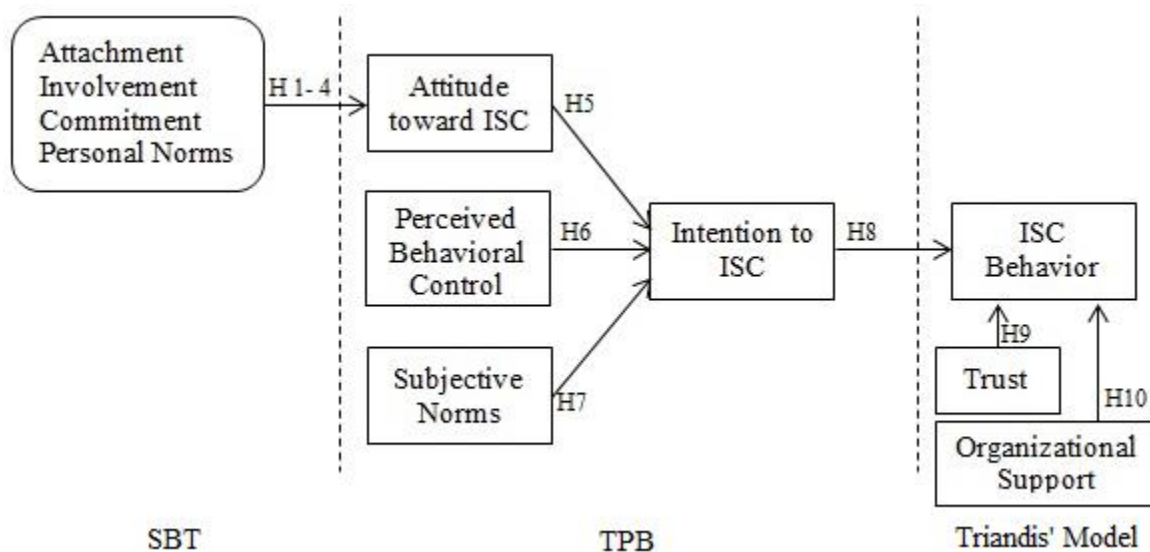 Attachment
Involvement
Commitment
Personal Norms
H 1- 4
Attitude
toward ISC
H5
Perceived
Behavioral
Control
H6
Subjective
Norms
H7
Intention to
ISC
H8
ISC
Behavior
H9
Trust
H10
Organizational
Support
SBT
TPB
Triandis' Model